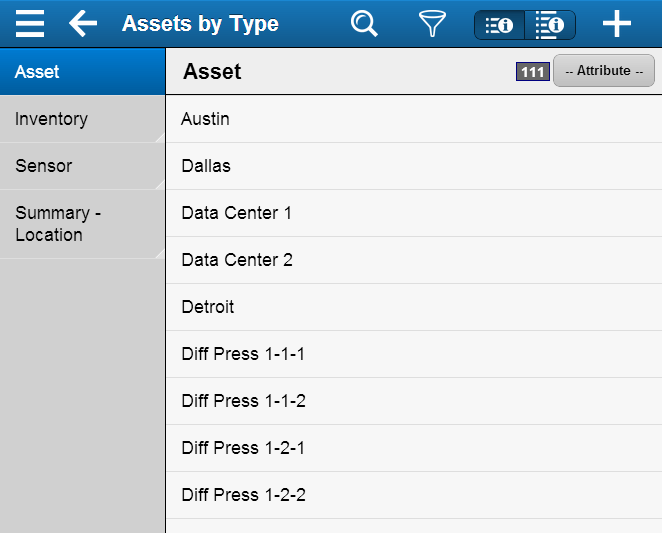 Assets by Type
Asset
Inventory
Sensor
Summary -
Location
Asset
111
-- Attribute --
Austin
Dallas
Data Center 1
Data Center 2
Detroit
Diff Press 1-1-1
Diff Press 1-1-2
Diff Press 1-2-1
Diff Press 1-2-2